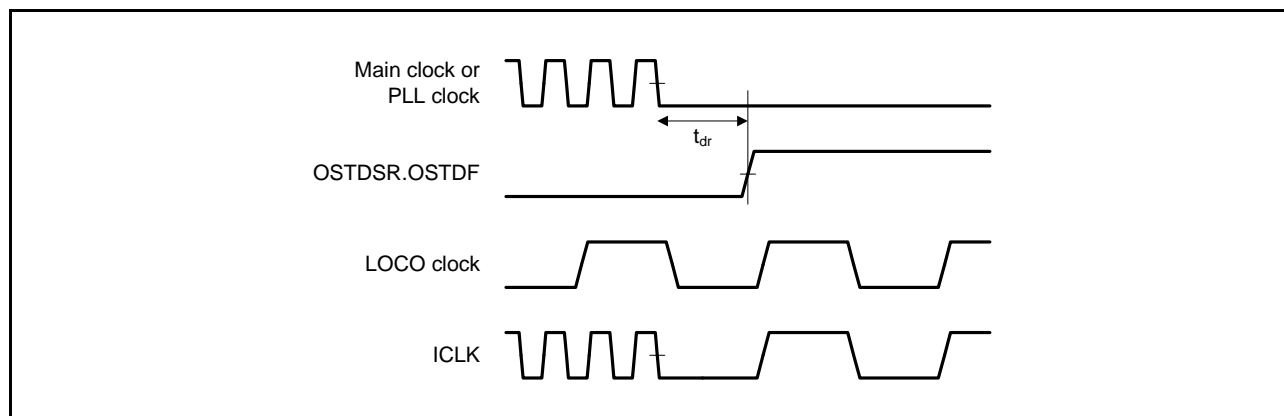 Main clock or
PLL clock
tdr
OSTDSR.OSTDF
LOCO clock
ICLK